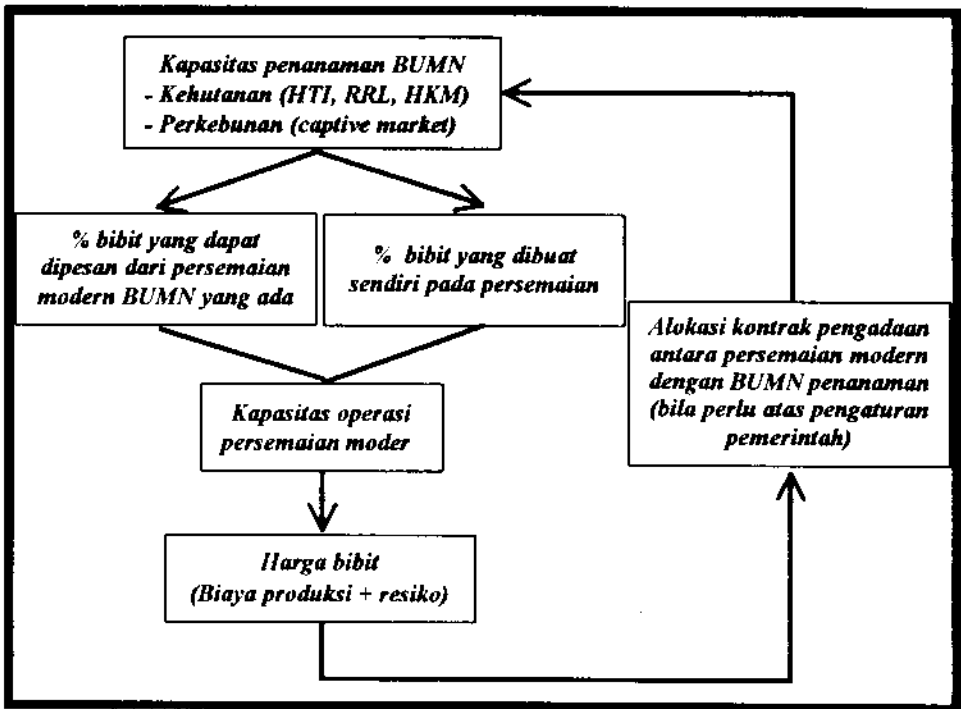 Kapasitas penanaman BUMN
- Kehutanan (HTI, RRL, HKM)
- Perkebunan (captive market)
% bibit yang dapat
dipesan dari persemaian
modern BUMN yang ada
% bibit yang dibuat
sendiri pada persemaian
Alokasi kontrak pengadaan
antara persemaian modern
dengan BUMN penanaman
(bila perlu atas pengaturan
pemerintah)
Kapasitas operasi
persemaian moder
Harga bibit
(Biaya produksi + resiko)